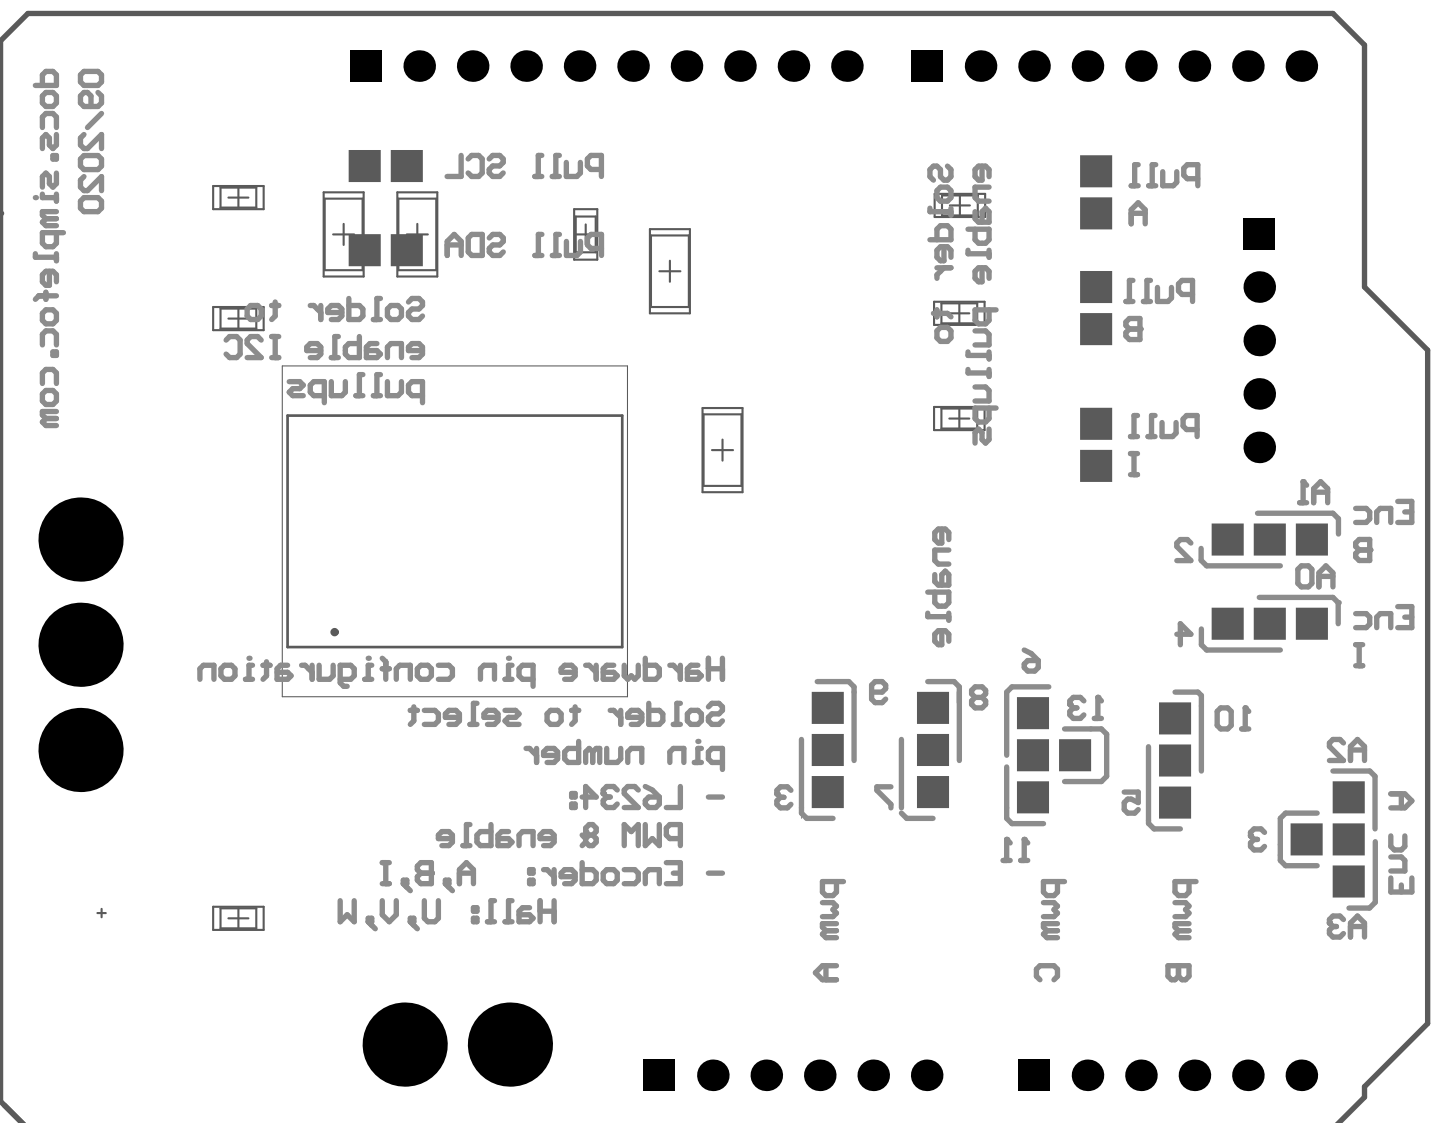 docs.simplefoc.com
09/2020
Pull SCL
Pull SDA
Solder to
enable I2C
pullups
Solder to
enable pullups
Pull
A
Pull
B
Pull
I
A1
Enc
B
2
A0
Enc
I
4
enable
Hardware pin configuration
Solder to select
pin number
- L6234:
PWM & enable
- Encoder: A,B,I
Hall: U,V,W
9
3
8
7
6
13
11
10
5
A2
3
Enc A
A3
pwm A
pwm C
pwm B